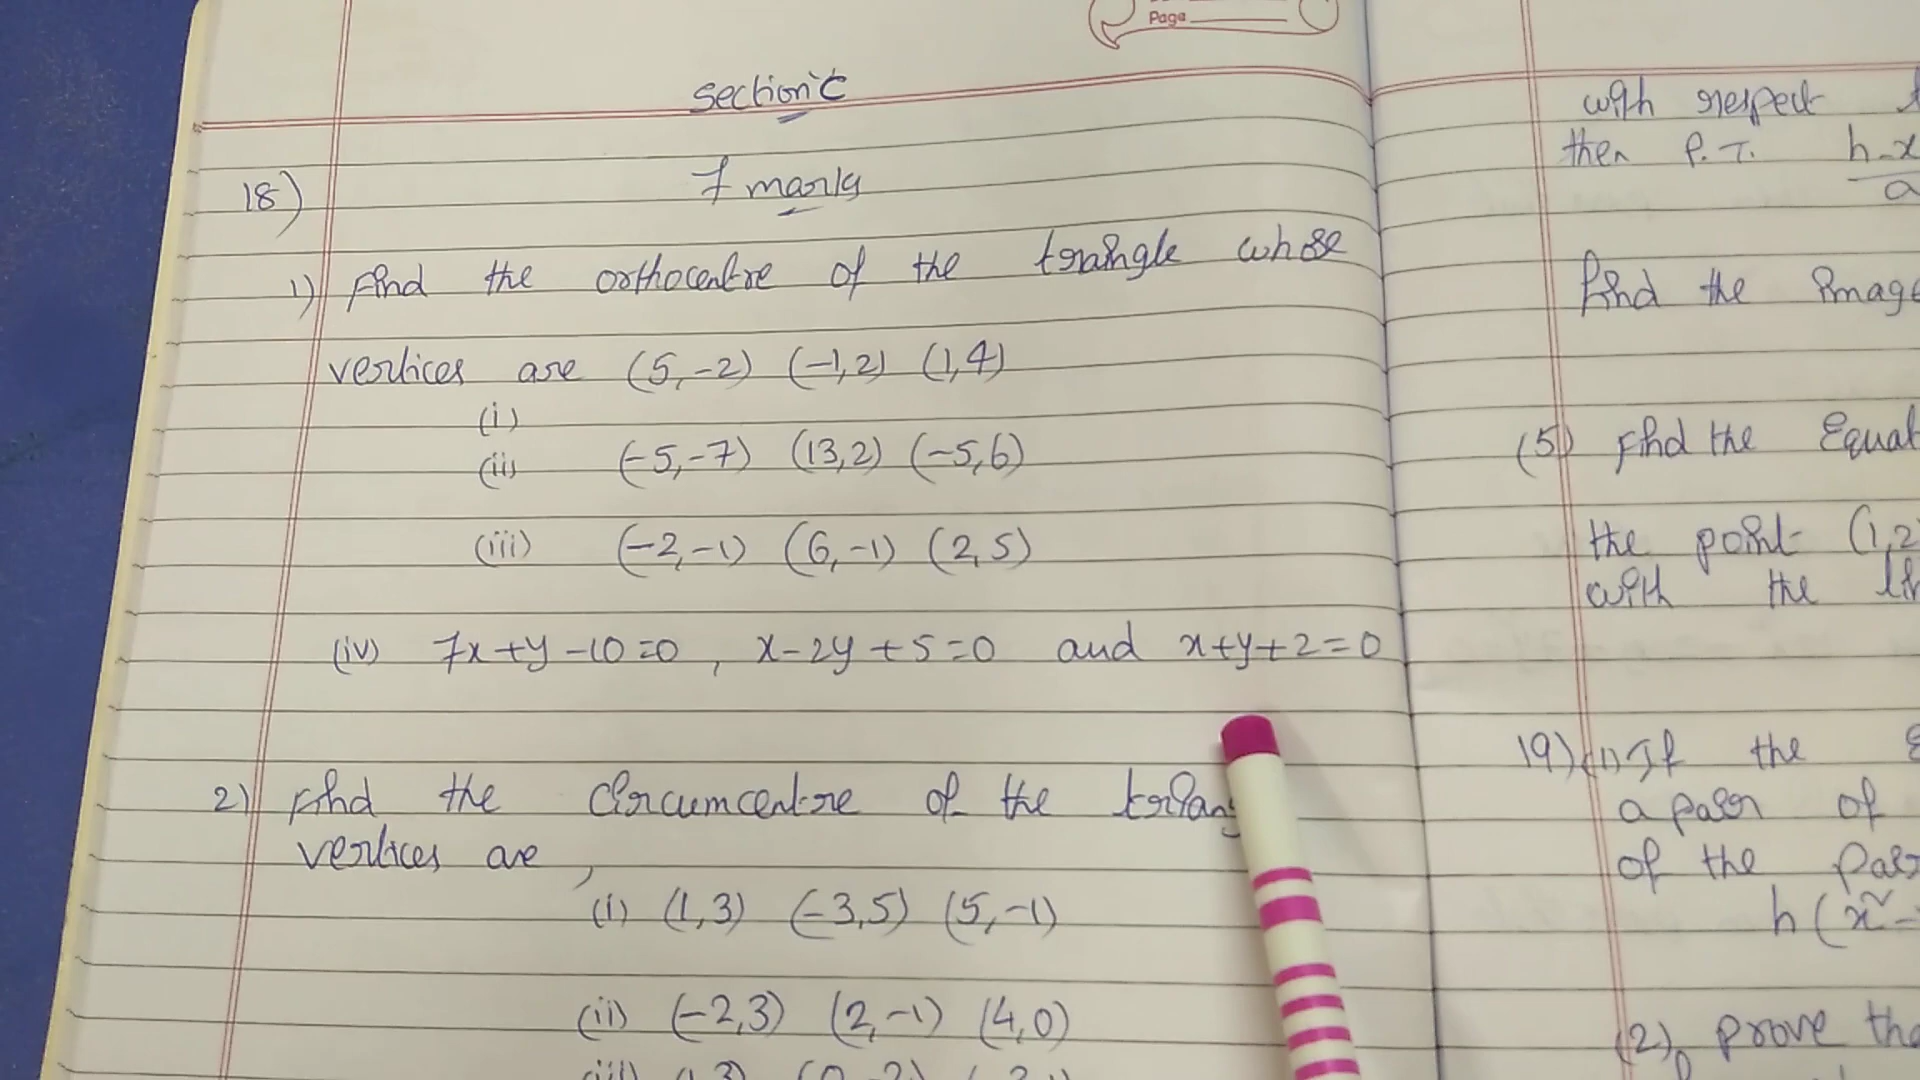 Page
Section 'C'
7 marks
18)
1) Find the orthocentre of the traingle whose
vertices are (5,-2) (-1,2) (1,4)
(i)
(ii) (-5,-7) (13,2) (-5,6)
(iii) (-2,-1) (6,-1) (2,5)
(iv) 7x+y-10=0, x-2y+5=0 and x+y+2=0
2) Find the circumcentre of the triang
vertices are,
(i) (1,3) (-3,5) (5,-1)
(ii) (-2,3) (2,-1) (4,0)
with respect
then P.T. h-x
a
find the image
(5) Find the Equat
the point (1,2
with the
19) (1) If the
a pair of
of the pair
h(x²-
(2) prove tha